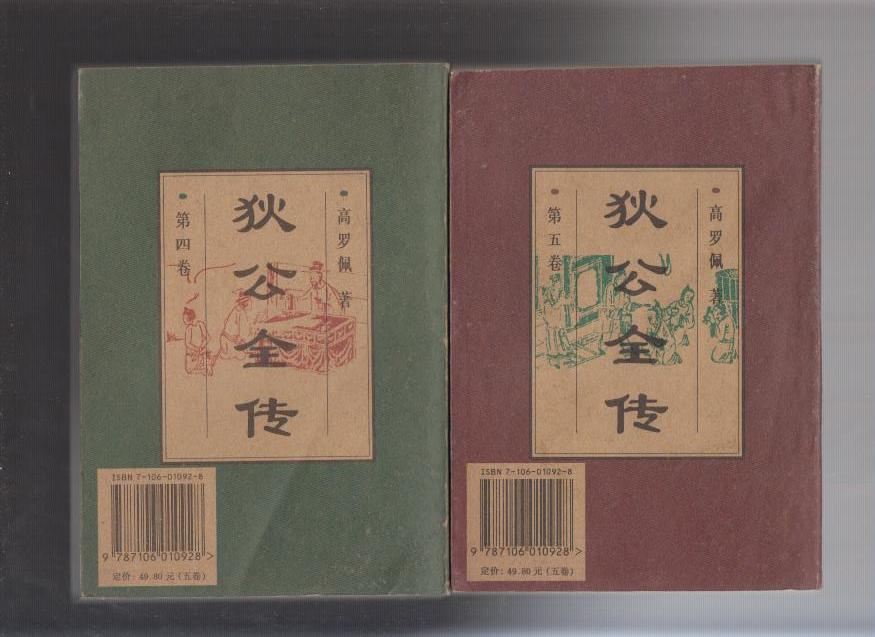 高罗佩 著
狄公全传
第四卷
ISBN 7-106-01092-8
9 787106 010928 >
定价: 49.80 元 (五卷)
高罗佩 著
狄公全传
第五卷
ISBN 7-106-01092-8
9 787106 010928 >
定价: 49.80 元 (五卷)